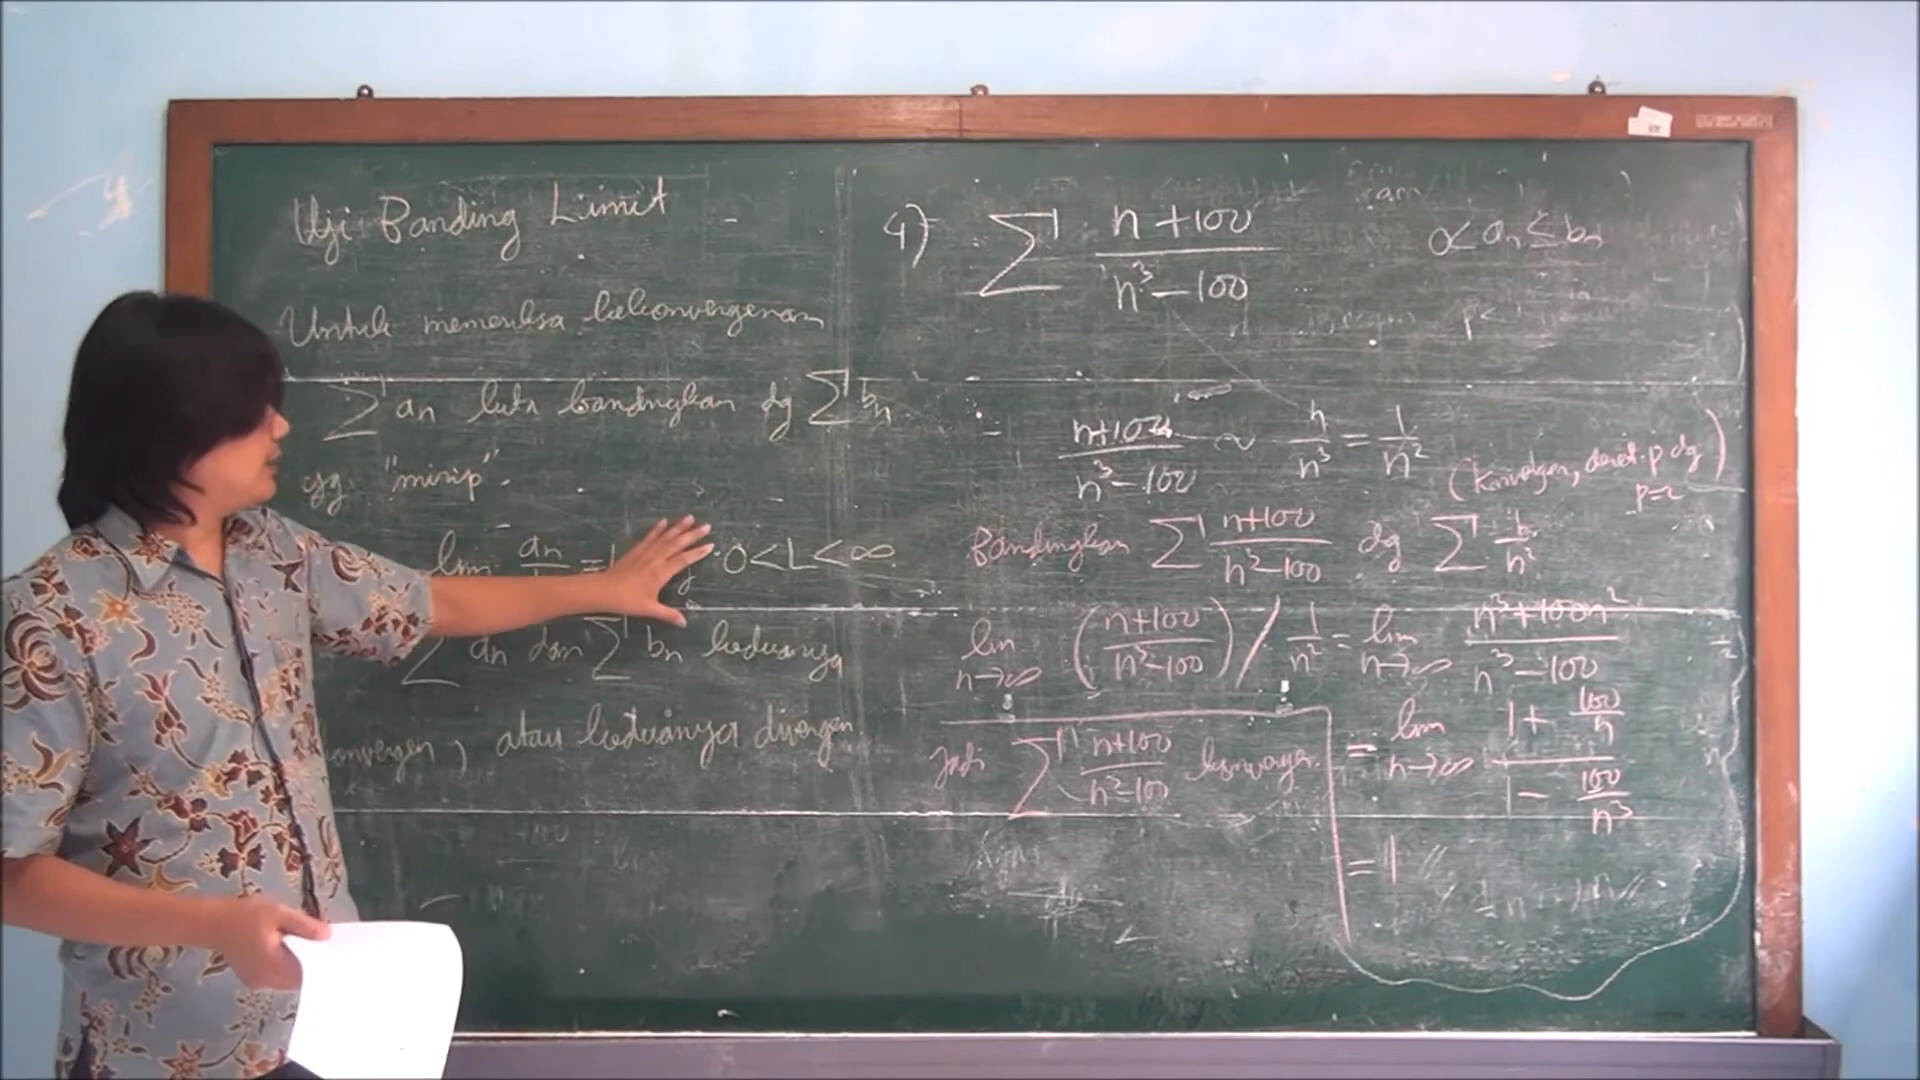 Uji Banding Limit
Untuk memeriksa kekonvergenan
∑ an kita bandingkan dg ∑ bn
yg "mirip".
lim an = 0<L<∞
∑ an dan ∑ bn keduanya
konvergen, atau keduanya divergen
4) ∑ (n+100)/(n³-100)
0<an≤bn
(n+100)/(n³-100) ~ n/n³ = 1/n²
(Konvergen, deret-p dg p=2)
Bandingkan ∑ (n+100)/(n³-100) dg ∑ 1/n²
lim n→∞ ((n+100)/(n³-100)) / 1/n² = lim n→∞ (n³+100n²)/(n³-100)
= lim n→∞ (1+100/n)/(1-100/n³)
= 1 //
Jadi ∑ (n+100)/(n³-100) konvergen.